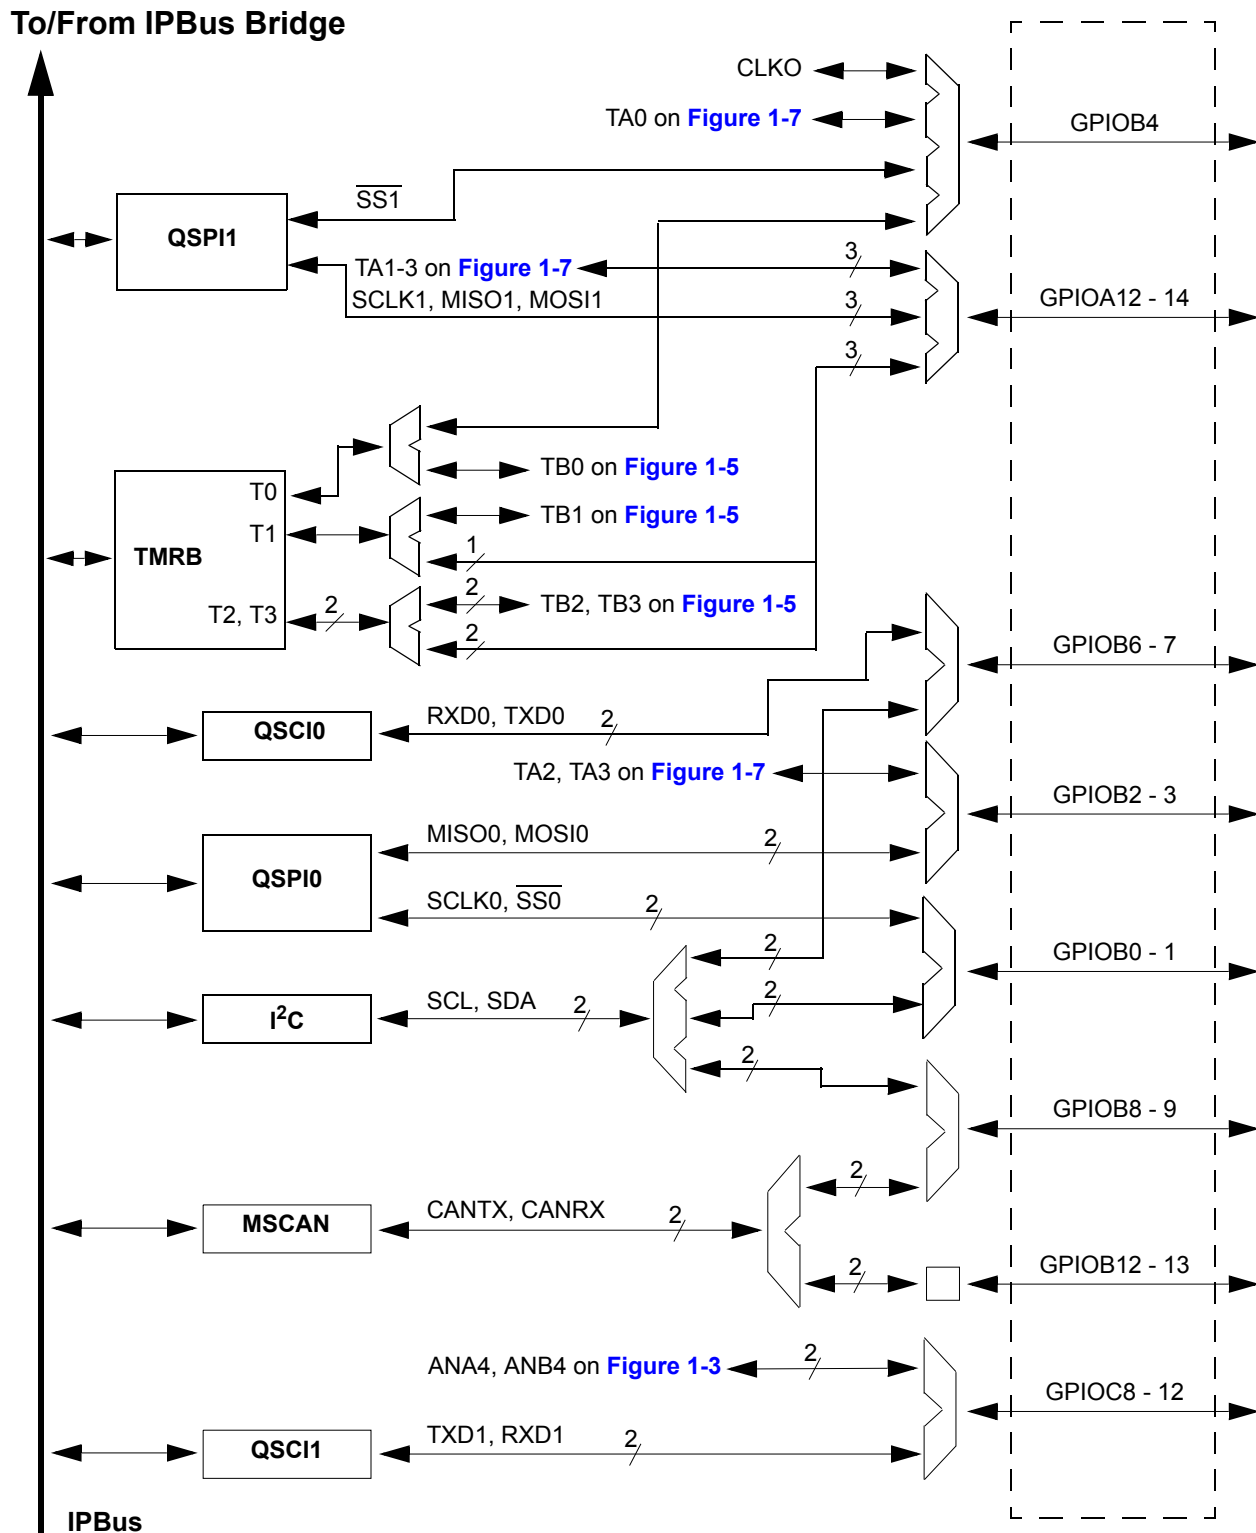 To/From IPBus Bridge
CLKO
TA0 on Figure 1-7
GPIOB4
SS1
QSPI1
TA1-3 on Figure 1-7
3
SCLK1, MISO1, MOSI1
3
GPIOA12 - 14
3
TB0 on Figure 1-5
T0
TB1 on Figure 1-5
T1
TMRB
1
T2, T3
2
2
TB2, TB3 on Figure 1-5
2
GPIOB6 - 7
QSCI0
RXD0, TXD0
2
TA2, TA3 on Figure 1-7
GPIOB2 - 3
MISO0, MOSI0
2
QSPI0
SCLK0, SS0
2
2
GPIOB0 - 1
I²C
SCL, SDA
2
2
2
GPIOB8 - 9
2
MSCAN
CANTX, CANRX
2
2
GPIOB12 - 13
ANA4, ANB4 on Figure 1-3
2
GPIOC8 - 12
QSCI1
TXD1, RXD1
2
IPBus